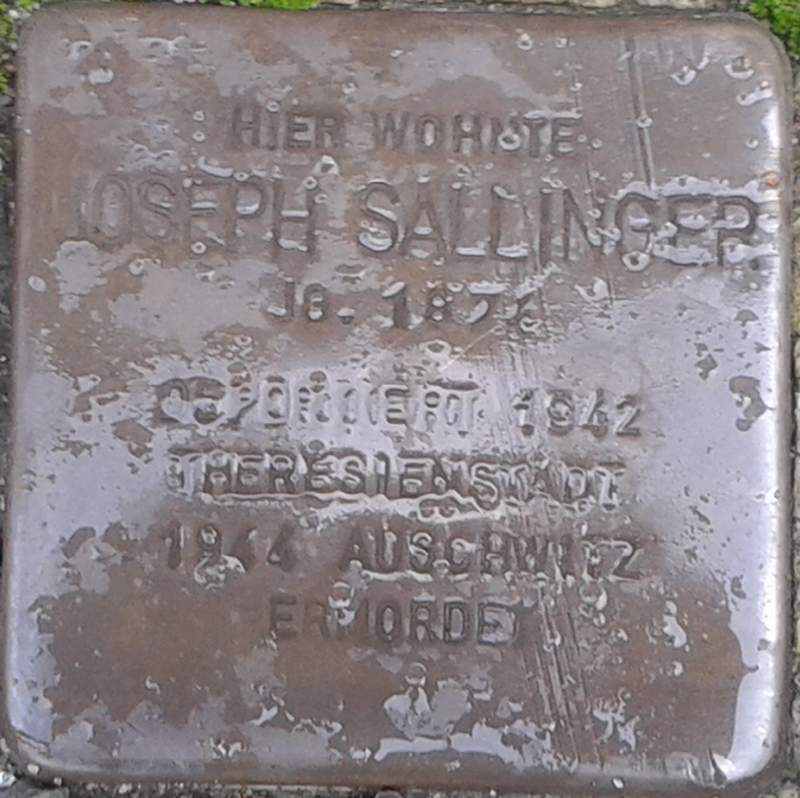 HIER WOHNTE
JOSEPH SALLINGER
JG.
DEPORTIERT 1942
THERESIENSTADT
1944 AUSCHWITZ
ERMORDET